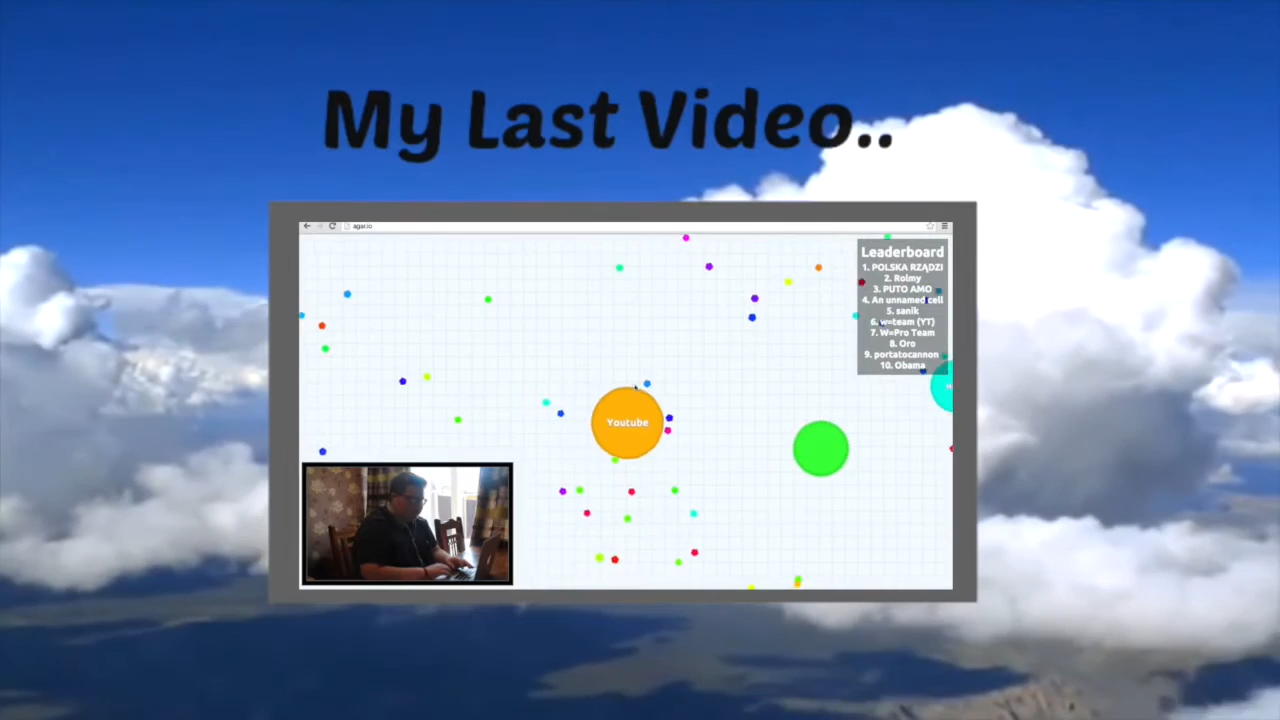 My Last Video..
agar.io
Leaderboard
1. POLSKA RZĄDZI
2. Rolmy
3. PUTO AMO
4. An unnamed cell
5. sanik
6. w=team (YT)
7. W=Pro Team
8. Oro
9. portatocannon
10. Obama
Youtube